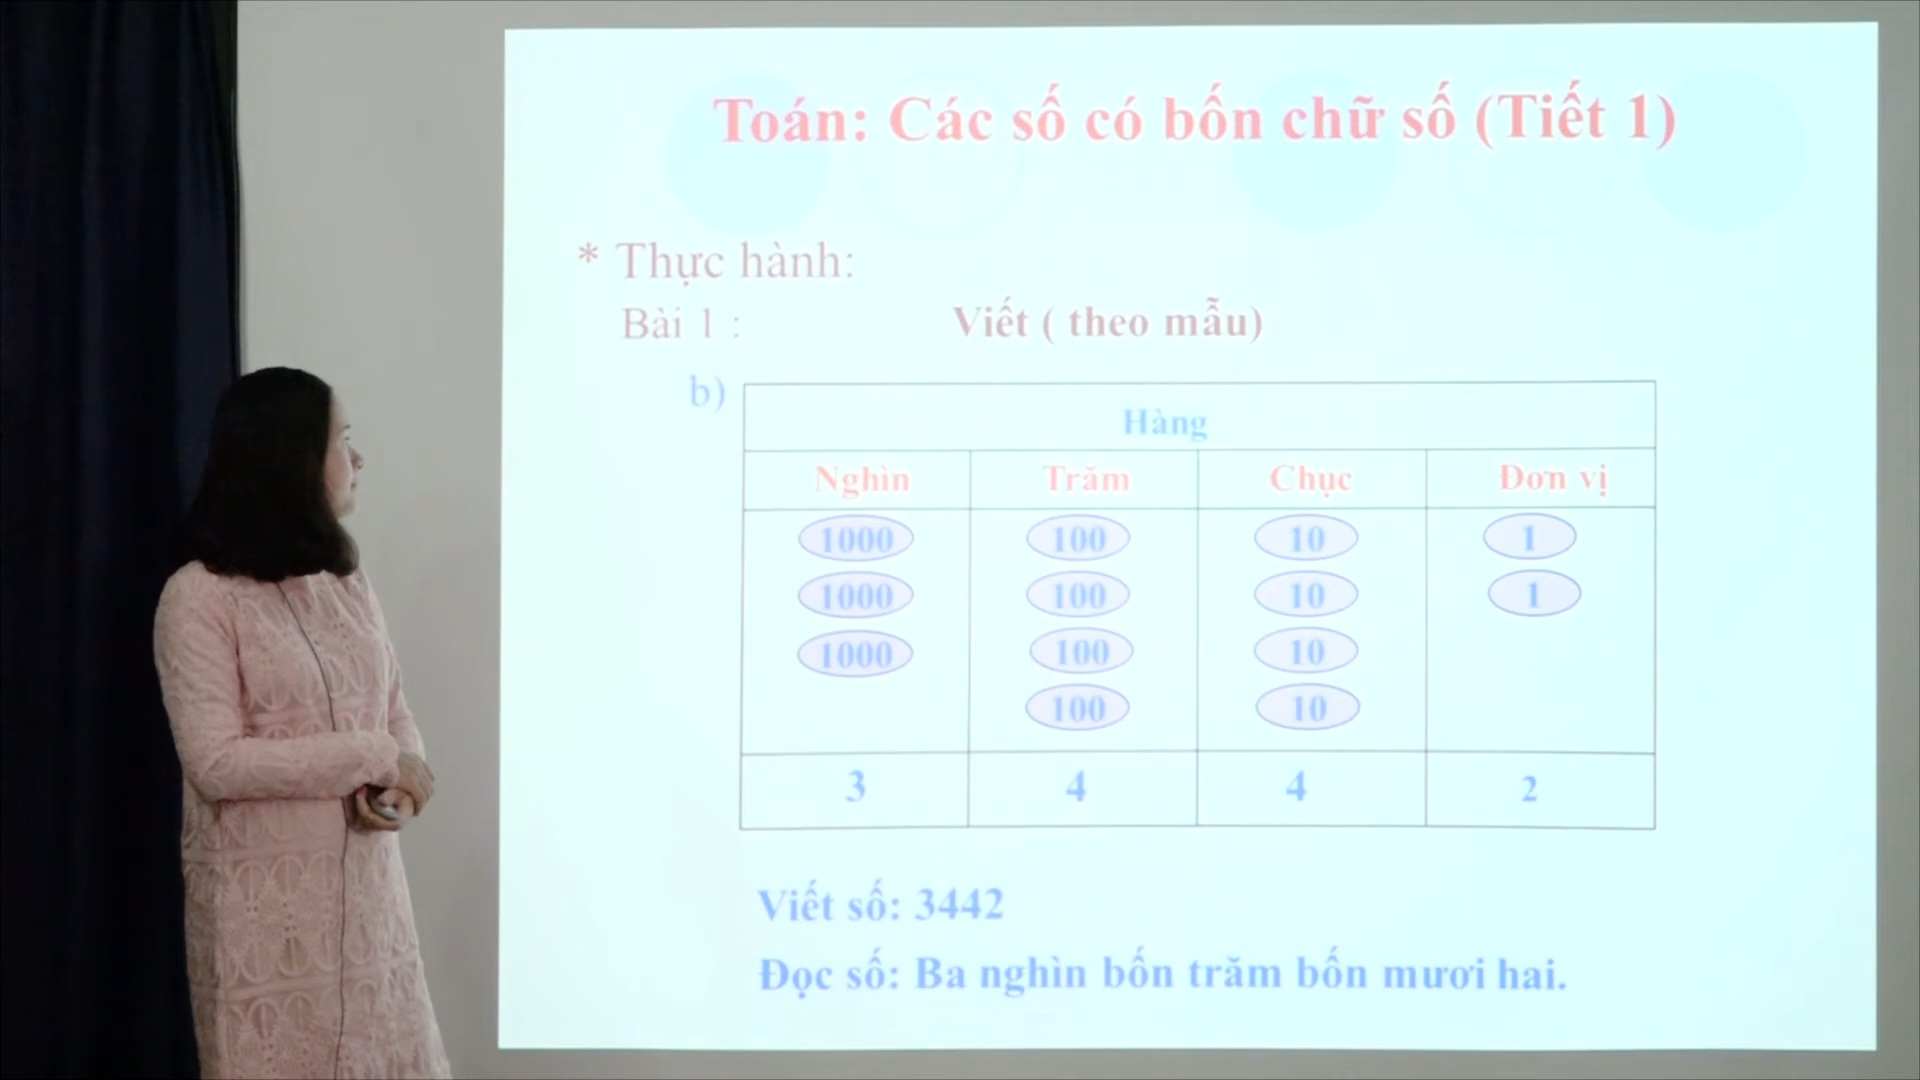 Toán: Các số có bốn chữ số (Tiết 1)
* Thực hành:
Bài 1 : Viết ( theo mẫu)
b)
Hàng
Nghìn Trăm Chục Đơn vị
1000 100 10 1
1000 100 10 1
1000 100 10
100 10
3 4 4 2
Viết số: 3442
Đọc số: Ba nghìn bốn trăm bốn mươi hai.